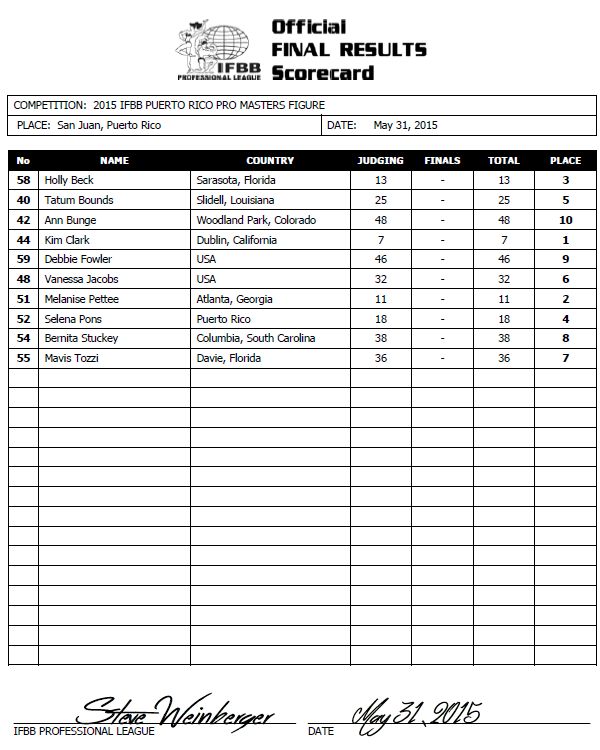 Official
FINAL RESULTS
Scorecard
IFBB
PROFESSIONAL LEAGUE
COMPETITION: 2015 IFBB PUERTO RICO PRO MASTERS FIGURE
PLACE: San Juan, Puerto Rico DATE: May 31, 2015
No NAME COUNTRY JUDGING FINALS TOTAL PLACE
58 Holly Beck Sarasota, Florida 13 - 13 3
40 Tatum Bounds Slidell, Louisiana 25 - 25 5
42 Ann Bunge Woodland Park, Colorado 48 - 48 10
44 Kim Clark Dublin, California 7 - 7 1
59 Debbie Fowler USA 46 - 46 9
48 Vanessa Jacobs USA 32 - 32 6
51 Melanise Pettee Atlanta, Georgia 11 - 11 2
52 Selena Pons Puerto Rico 18 - 18 4
54 Bernita Stuckey Columbia, South Carolina 38 - 38 8
55 Mavis Tozzi Davie, Florida 36 - 36 7
Steve Weinberger May 31, 2015
IFBB PROFESSIONAL LEAGUE DATE